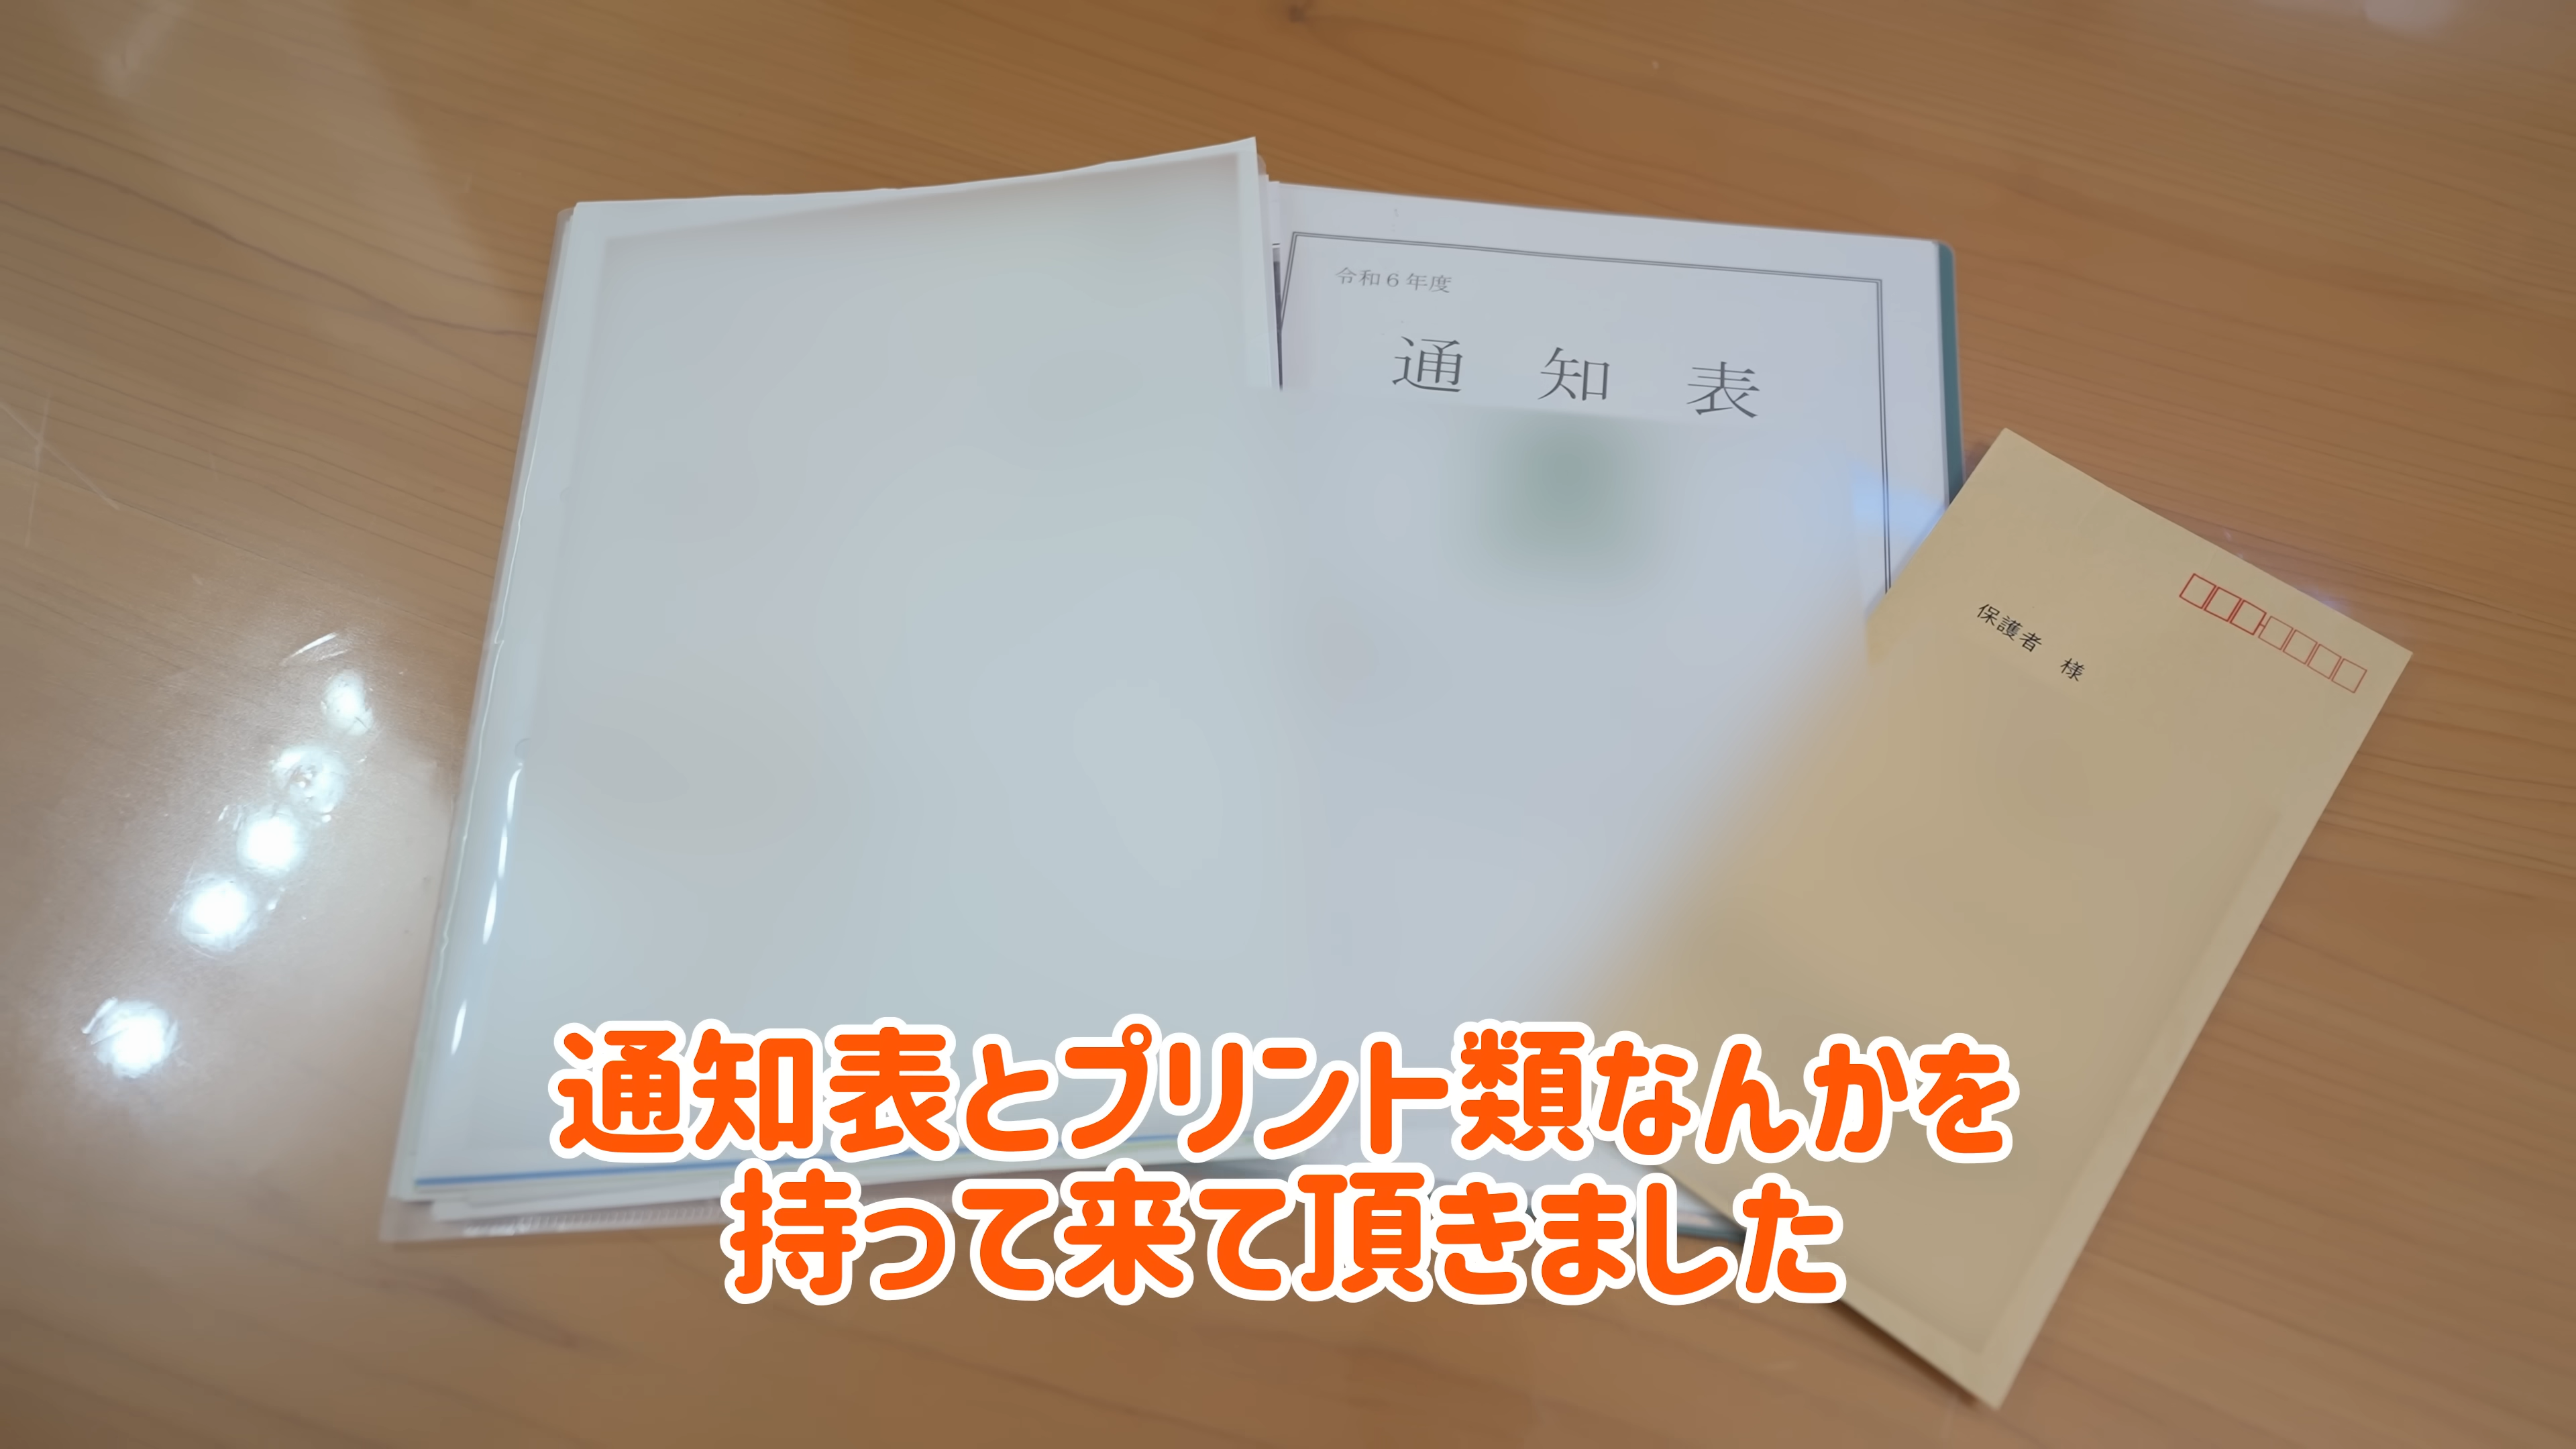 令和6年度
通知表
保護者 様
通知表とプリント類なんかを
持って来て頂きました